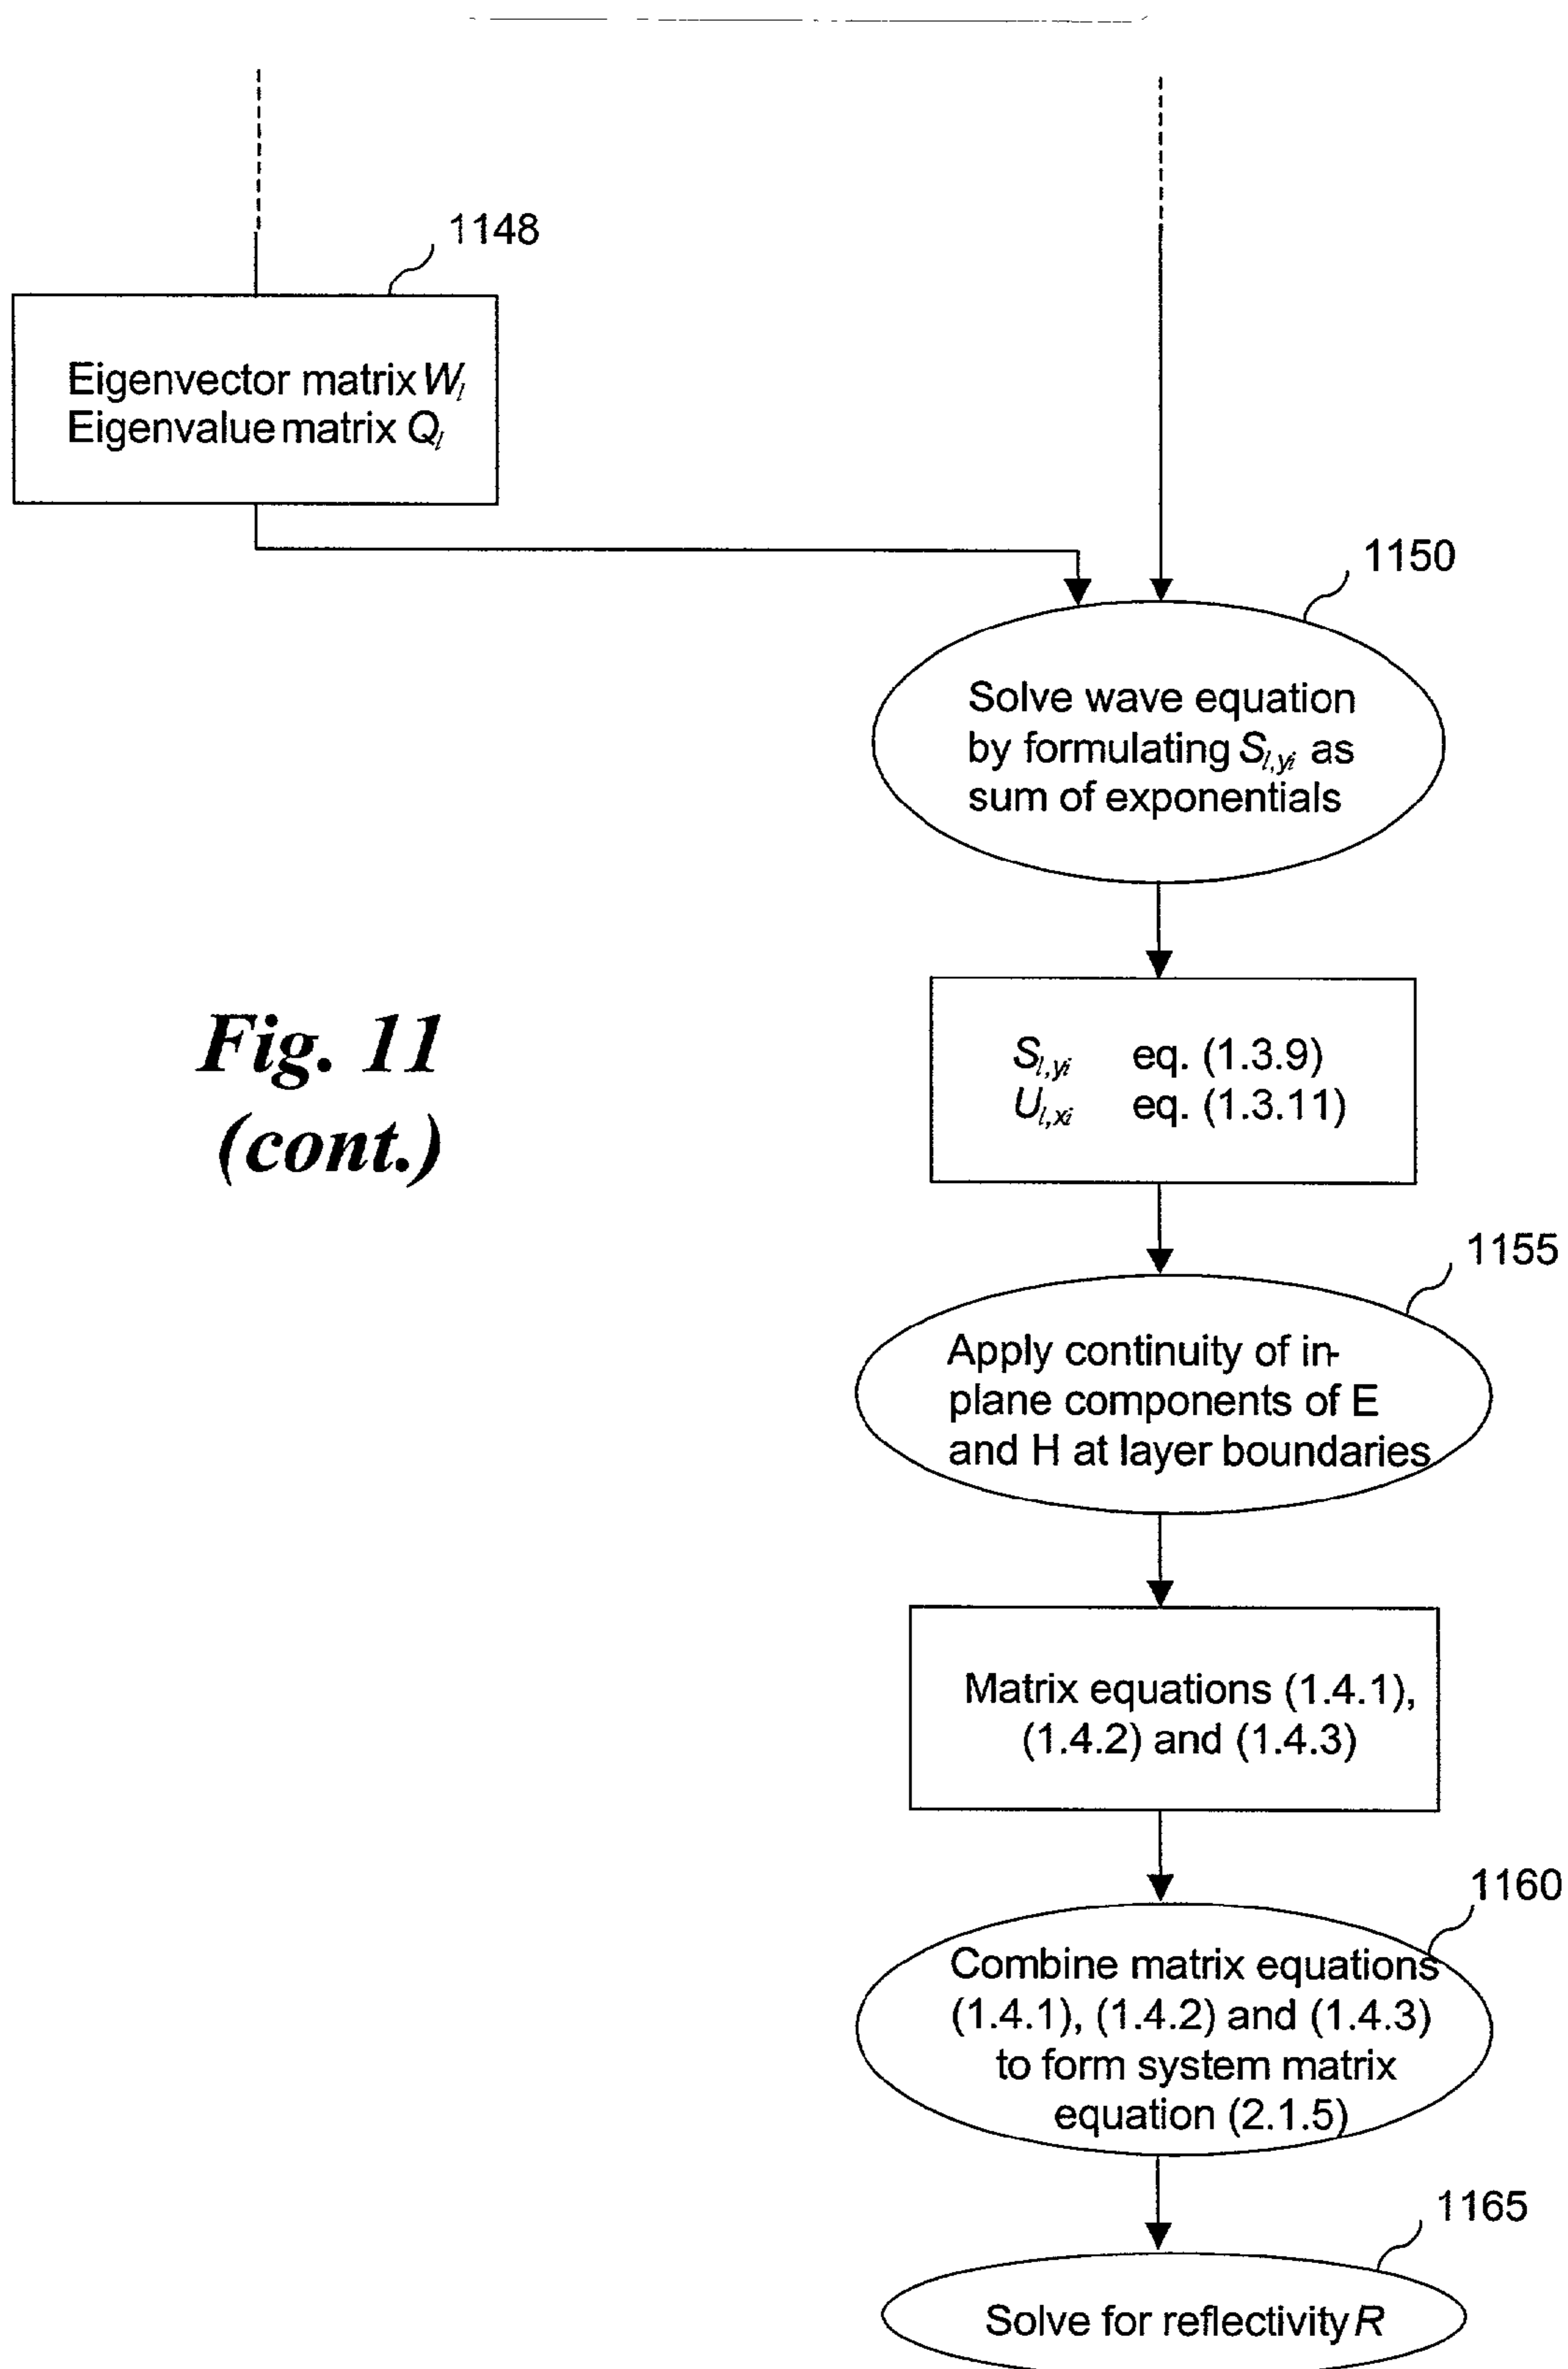 1148
Eigenvector matrix W_l
Eigenvalue matrix Q_l
1150
Solve wave equation
by formulating S_l,yi as
sum of exponentials
Fig. 11
(cont.)
S_l,yi eq. (1.3.9)
U_l,xi eq. (1.3.11)
1155
Apply continuity of in-
plane components of E
and H at layer boundaries
Matrix equations (1.4.1),
(1.4.2) and (1.4.3)
1160
Combine matrix equations
(1.4.1), (1.4.2) and (1.4.3)
to form system matrix
equation (2.1.5)
1165
Solve for reflectivity R